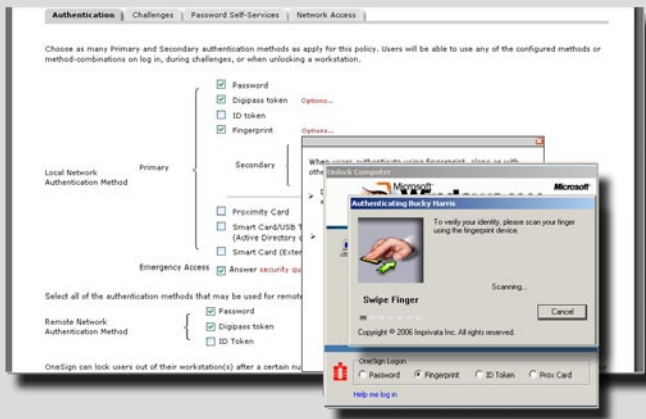 Authentication Challenges Password Self-Services Network Access
Choose as many Primary and Secondary authentication methods as apply for this policy. Users will be able to use any of the configured methods or
method-combinations on log in, during challenges, or when unlocking a workstation.
Password
Digipass token Options...
ID token
Fingerprint Options...
Primary
Secondary
Local Network
Authentication Method
When users authenticate using fingerprint, alone or with
Proximity Card
Smart Card/USB
(Active Directory
Smart Card
Emergency Access
Answer security
Select all of the authentication methods that may be used for
Remote Network
Authentication Method
Password
Digipass token
ID Token
OneSign can lock users out of their workstation(s) after a certain
Unlock Computer
Microsoft
Microsoft
Authenticating Bucky Harris
To verify your identity, please scan your finger
using the fingerprint device.
Scanning...
Swipe Finger
Cancel
Copyright © 2006 Imprivata Inc. All rights reserved.
OneSign Logon
Password Fingerprint ID Token Prox Card
Help me log in